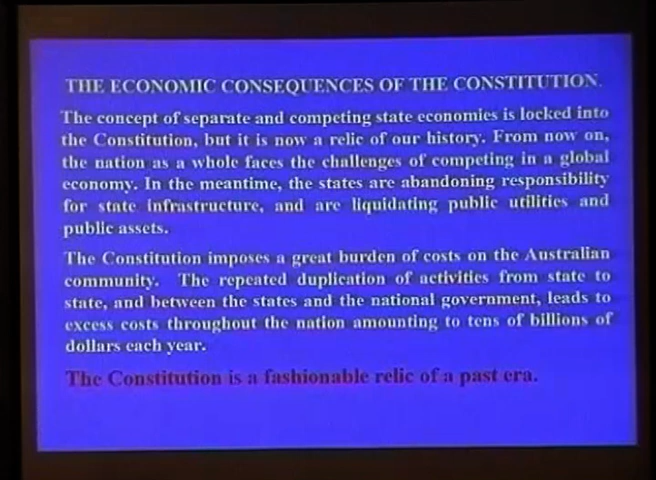 THE ECONOMIC CONSEQUENCES OF THE CONSTITUTION.
The concept of separate and competing state economies is locked into
the Constitution, but it is now a relic of our history. From now on,
the nation as a whole faces the challenges of competing in a global
economy. In the meantime, the states are abandoning responsibility
for state infrastructure, and are liquidating public utilities and
public assets.
The Constitution imposes a great burden of costs on the Australian
community. The repeated duplication of activities from state to
state, and between the states and the national government, leads to
excess costs throughout the nation amounting to tens of billions of
dollars each year.
The Constitution is a fashionable relic of a past era.